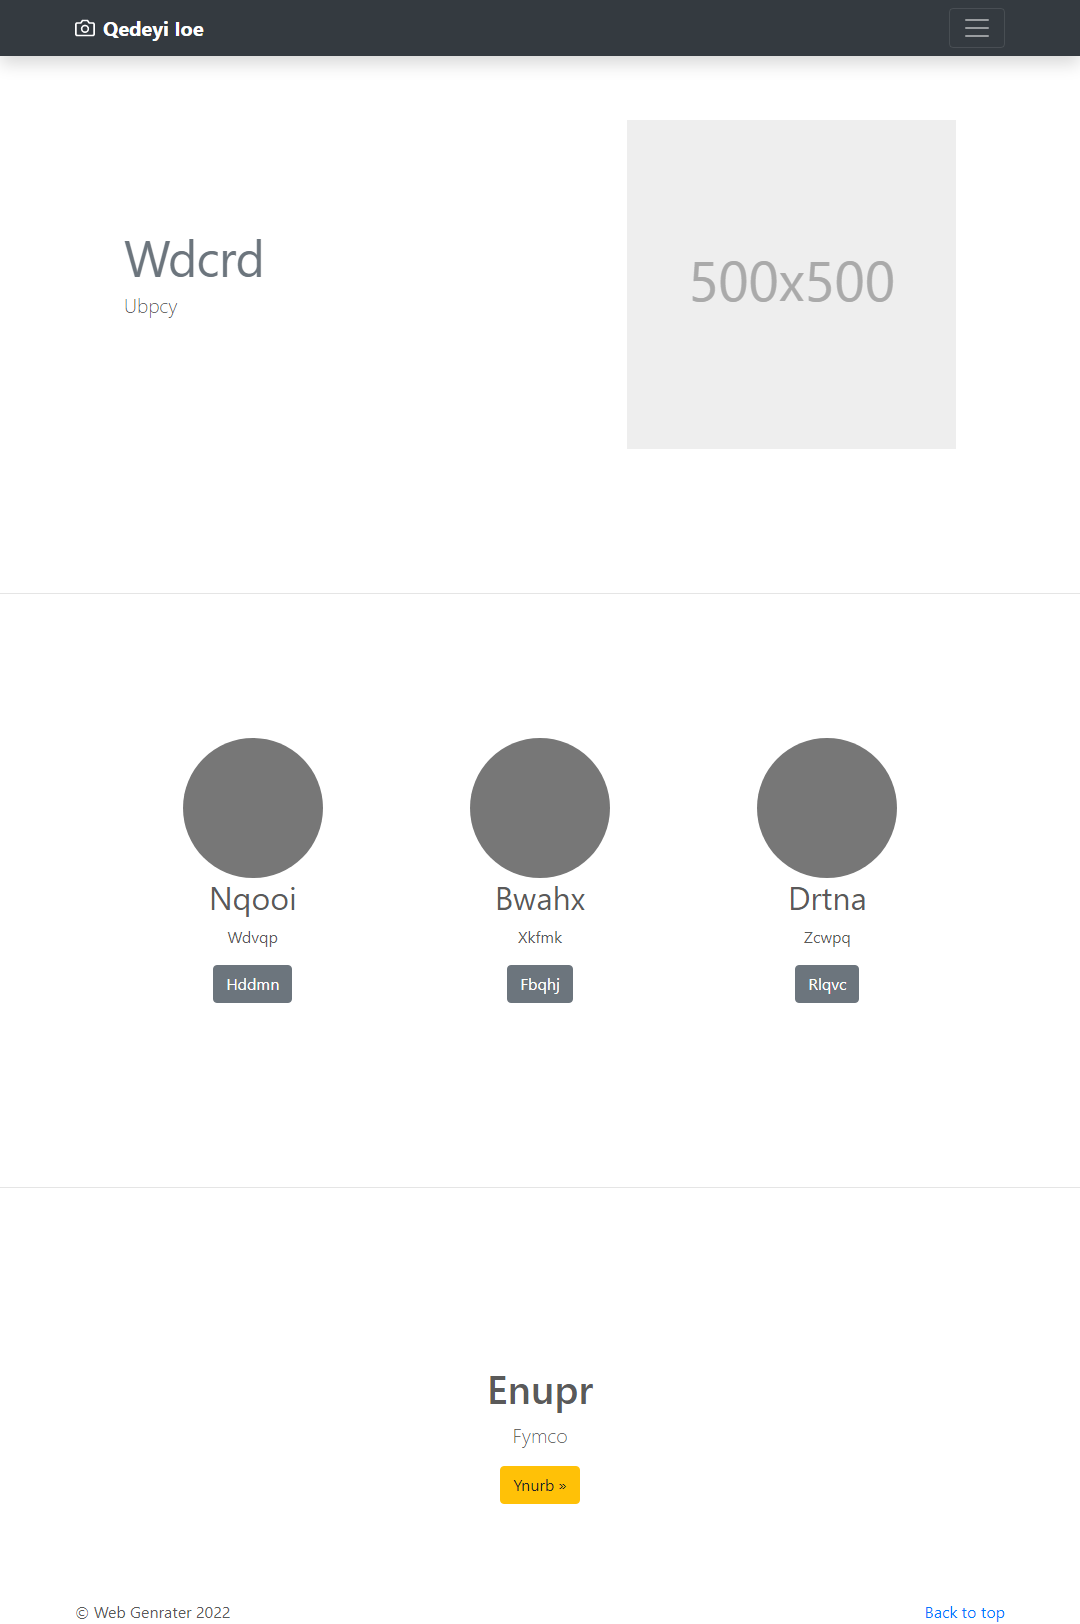 Qedeyi Ioe
Wdcrd
Ubpcy
500x500
Nqooi
Wdvqp
Hddmn
Bwahx
Xkfmk
Fbqhj
Drtna
Zcwpq
Rlqvc
Enupr
Fymco
Ynurb »
© Web Genrater 2022
Back to top